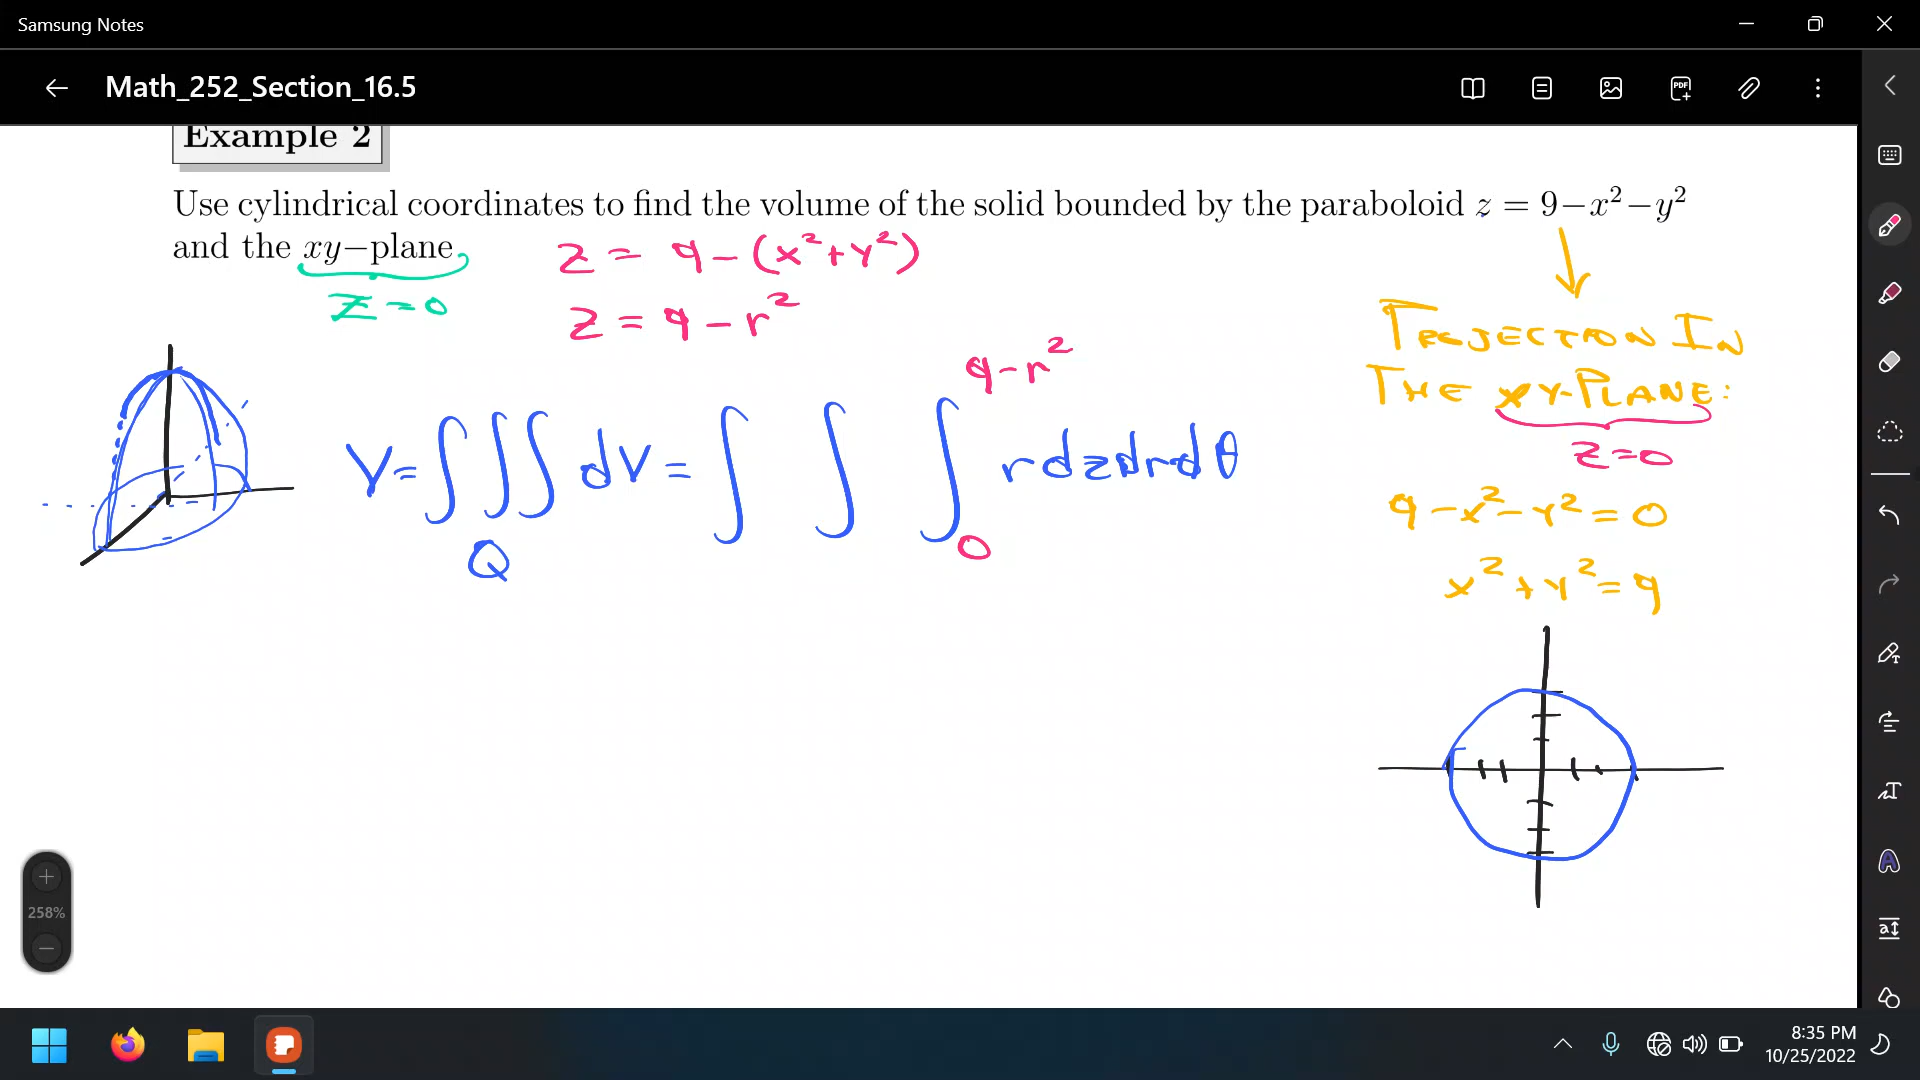 Samsung Notes
Math_252_Section_16.5
Example 2
Use cylindrical coordinates to find the volume of the solid bounded by the paraboloid z = 9−x²−y²
and the xy−plane.
z = 0
z = 9 − (x² + y²)
z = 9 − r²
V = ∫∫∫ dV = ∫ ∫ ∫ r dz dr dθ
Q
9 − r²
0
PROJECTION IN
THE XY-PLANE:
z = 0
9 − x² − y² = 0
x² + y² = 9
258%
8:35 PM
10/25/2022